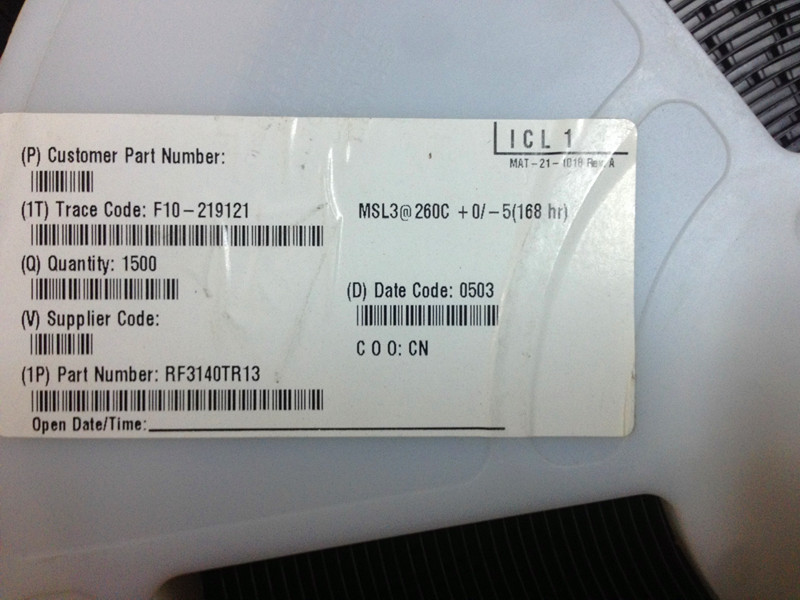 ICL 1
MAT-21-1018 Rev. A
(P) Customer Part Number:
(1T) Trace Code: F10-219121
MSL3@260C +0/-5(168 hr)
(Q) Quantity: 1500
(D) Date Code: 0503
(V) Supplier Code:
C O O: CN
(1P) Part Number: RF3140TR13
Open Date/Time: